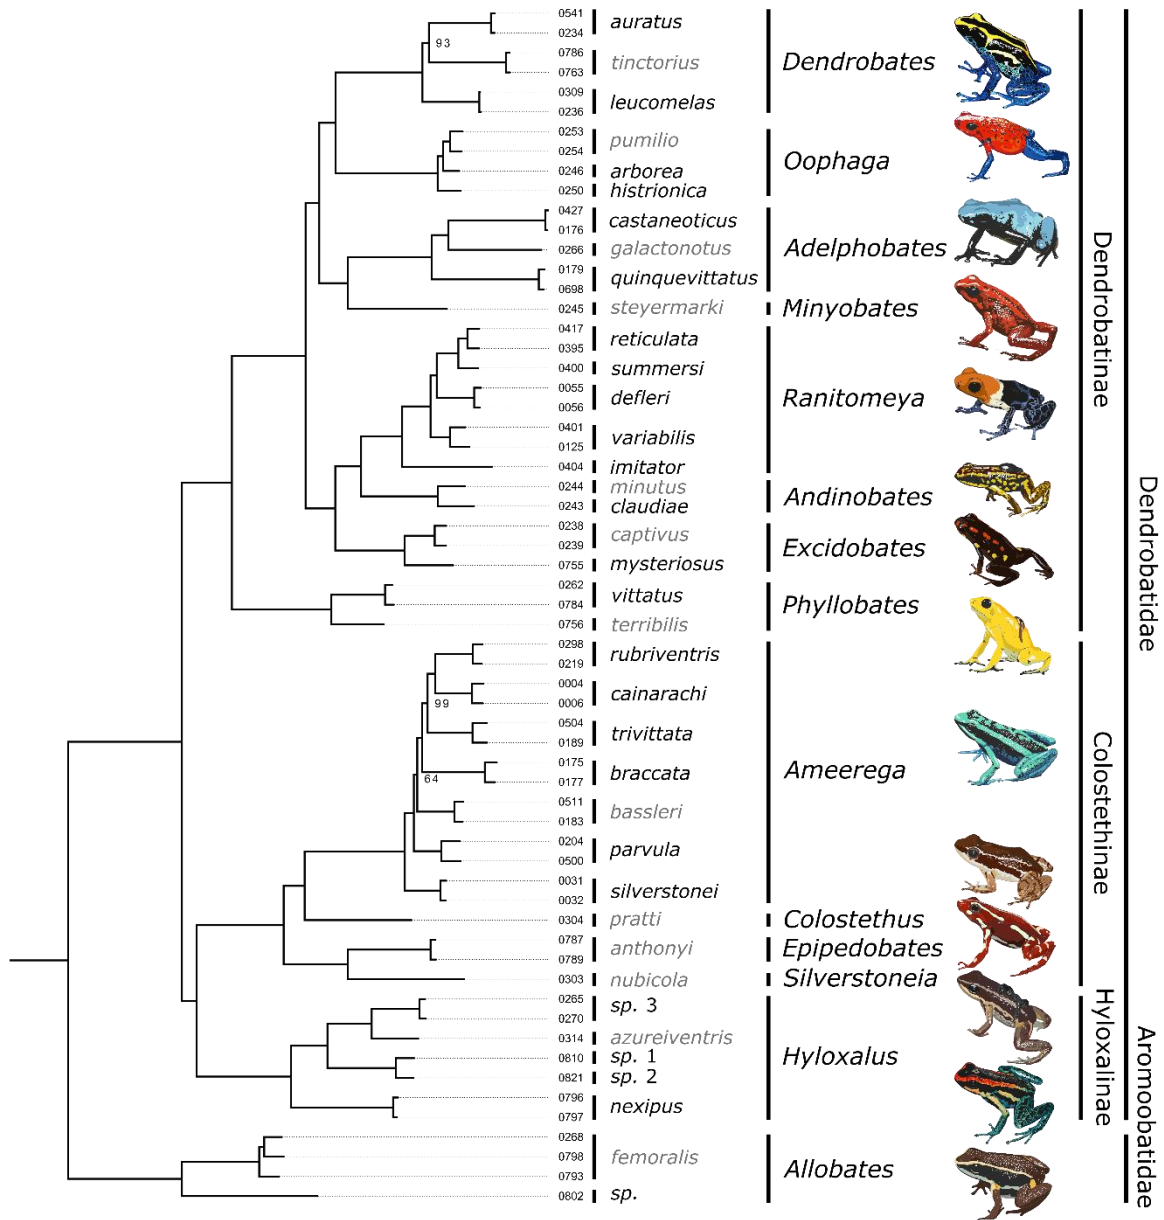 0541
auratus
0234
93
0786
tinctorius
Dendrobates
0763
0309
leucomelas
0236
0253
pumilio
0254
Oophaga
0246
arborea
0250
histrionica
0427
castaneoticus
0176
0266
galactonotus
Adelphobates
0179
quinquevittatus
0698
0245
steyermarki
Minyobates
Dendrobatinae
0417
reticulata
0395
0400
summersi
0055
defleri
Ranitomeya
0056
0401
variabilis
0125
0404
imitator
0244
minutus
Andinobates
0243
claudiae
0238
captivus
0239
Excidobates
0755
mysteriosus
0262
vittatus
0784
Phyllobates
0756
terribilis
Dendrobatidae
0298
rubriventris
0219
0004
cainarachi
0006
99
0504
trivittata
0189
0175
braccata
Ameerega
0177
64
0511
bassleri
0183
0204
parvula
0500
0031
silverstonei
0032
Colostethinae
0304
pratti
Colostethus
0787
anthonyi
Epipedobates
0789
0303
nubicola
Silverstoneia
0265
sp. 3
0270
0314
azureiventris
0810
sp. 1
Hyloxalus
0821
sp. 2
0796
nexipus
0797
Hyloxalinae
0268
0798
femoralis
Allobates
0793
0802
sp.
Aromoobatidae